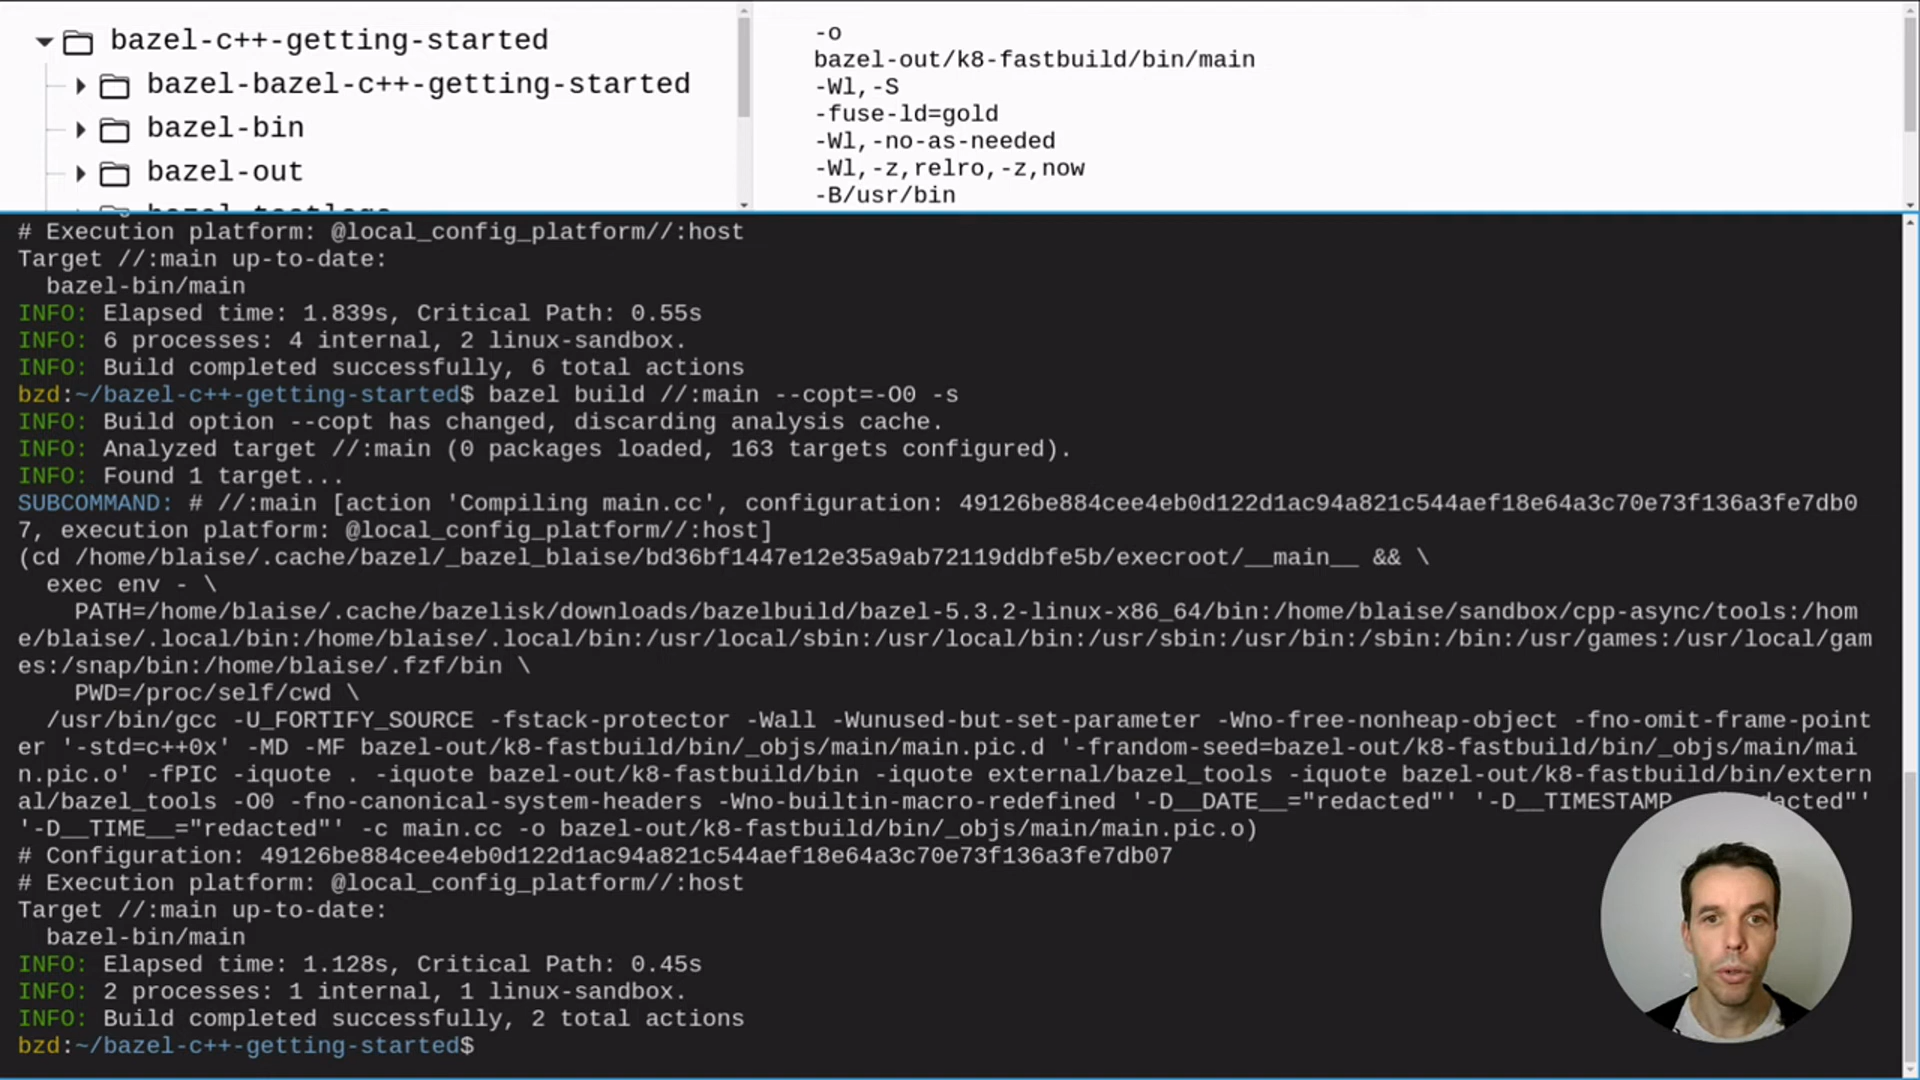 bazel-c++-getting-started
bazel-bazel-c++-getting-started
bazel-bin
bazel-out
bazel-testlogs
-o
bazel-out/k8-fastbuild/bin/main
-Wl,-S
-fuse-ld=gold
-Wl,-no-as-needed
-Wl,-z,relro,-z,now
-B/usr/bin
# Execution platform: @local_config_platform//:host
Target //:main up-to-date:
  bazel-bin/main
INFO: Elapsed time: 1.839s, Critical Path: 0.55s
INFO: 6 processes: 4 internal, 2 linux-sandbox.
INFO: Build completed successfully, 6 total actions
bzd:~/bazel-c++-getting-started$ bazel build //:main --copt=-O0 -s
INFO: Build option --copt has changed, discarding analysis cache.
INFO: Analyzed target //:main (0 packages loaded, 163 targets configured).
INFO: Found 1 target...
SUBCOMMAND: # //:main [action 'Compiling main.cc', configuration: 49126be884cee4eb0d122d1ac94a821c544aef18e64a3c70e73f136a3fe7db0
7, execution platform: @local_config_platform//:host]
(cd /home/blaise/.cache/bazel/_bazel_blaise/bd36bf1447e12e35a9ab72119ddbfe5b/execroot/__main__ && \
  exec env - \
    PATH=/home/blaise/.cache/bazelisk/downloads/bazelbuild/bazel-5.3.2-linux-x86_64/bin:/home/blaise/sandbox/cpp-async/tools:/hom
e/blaise/.local/bin:/home/blaise/.local/bin:/usr/local/sbin:/usr/local/bin:/usr/sbin:/usr/bin:/sbin:/bin:/usr/games:/usr/local/gam
es:/snap/bin:/home/blaise/.fzf/bin \
    PWD=/proc/self/cwd \
  /usr/bin/gcc -U_FORTIFY_SOURCE -fstack-protector -Wall -Wunused-but-set-parameter -Wno-free-nonheap-object -fno-omit-frame-point
er '-std=c++0x' -MD -MF bazel-out/k8-fastbuild/bin/_objs/main/main.pic.d '-frandom-seed=bazel-out/k8-fastbuild/bin/_objs/main/mai
n.pic.o' -fPIC -iquote . -iquote bazel-out/k8-fastbuild/bin -iquote external/bazel_tools -iquote bazel-out/k8-fastbuild/bin/extern
al/bazel_tools -O0 -fno-canonical-system-headers -Wno-builtin-macro-redefined '-D__DATE__="redacted"' '-D__TIMESTAMP acted"'
'-D__TIME__="redacted"' -c main.cc -o bazel-out/k8-fastbuild/bin/_objs/main/main.pic.o)
# Configuration: 49126be884cee4eb0d122d1ac94a821c544aef18e64a3c70e73f136a3fe7db07
# Execution platform: @local_config_platform//:host
Target //:main up-to-date:
  bazel-bin/main
INFO: Elapsed time: 1.128s, Critical Path: 0.45s
INFO: 2 processes: 1 internal, 1 linux-sandbox.
INFO: Build completed successfully, 2 total actions
bzd:~/bazel-c++-getting-started$